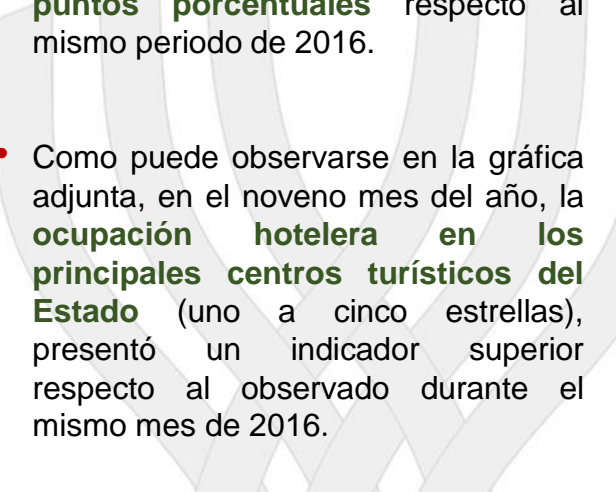 puntos porcentuales respecto al
mismo periodo de 2016.
• Como puede observarse en la gráfica
adjunta, en el noveno mes del año, la
ocupación hotelera en los
principales centros turísticos del
Estado (uno a cinco estrellas),
presentó un indicador superior
respecto al observado durante el
mismo mes de 2016.